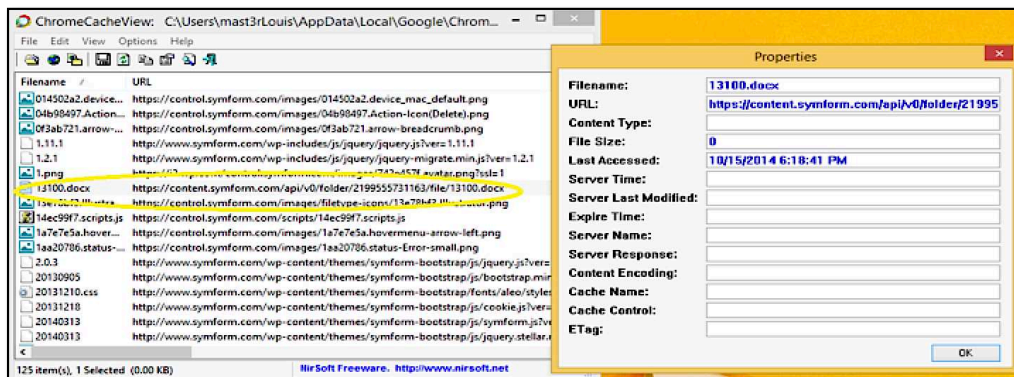 ChromeCacheView: C:\Users\mast3rLouis\AppData\Local\Google\Chrom...
File Edit View Options Help
Filename / URL
014502a2.device... https://control.symform.com/images/014502a2.device_mac_default.png
04b98497.Action... https://control.symform.com/images/04b98497.Action-Icon(Delete).png
0f3ab721.arrow-... https://control.symform.com/images/0f3ab721.arrow-breadcrumb.png
1.11.1 http://www.symform.com/wp-includes/js/jquery/jquery.js?ver=1.11.1
1.2.1 http://www.symform.com/wp-includes/js/jquery/jquery-migrate.min.js?ver=1.2.1
1.png
13100.docx https://content.symform.com/api/v0/folder/2199555731163/file/13100.docx
https://control.symform.com/images/filetype-icons/13e78bf3.Illustrator.png
14ec99f7.scripts.js https://control.symform.com/scripts/14ec99f7.scripts.js
1a7e7e5a.hover... https://control.symform.com/images/1a7e7e5a.hovermenu-arrow-left.png
1aa20786.status-... https://control.symform.com/images/1aa20786.status-Error-small.png
2.0.3 http://www.symform.com/wp-content/themes/symform-bootstrap/js/jquery.js?ver=
20130905 http://www.symform.com/wp-content/themes/symform-bootstrap/js/bootstrap.min
20131210.css http://www.symform.com/wp-content/themes/symform-bootstrap/fonts/aleo/styles
20131218 http://www.symform.com/wp-content/themes/symform-bootstrap/js/cookie.js?ver=
20140313 http://www.symform.com/wp-content/themes/symform-bootstrap/js/symform.js?ve
20140313 http://www.symform.com/wp-content/themes/symform-bootstrap/js/jquery.stellar.
125 item(s), 1 Selected (0.00 KB) NirSoft Freeware. http://www.nirsoft.net
Properties
Filename: 13100.docx
URL: https://content.symform.com/api/v0/folder/21995
Content Type:
File Size: 0
Last Accessed: 10/15/2014 6:18:41 PM
Server Time:
Server Last Modified:
Expire Time:
Server Name:
Server Response:
Content Encoding:
Cache Name:
Cache Control:
ETag:
OK